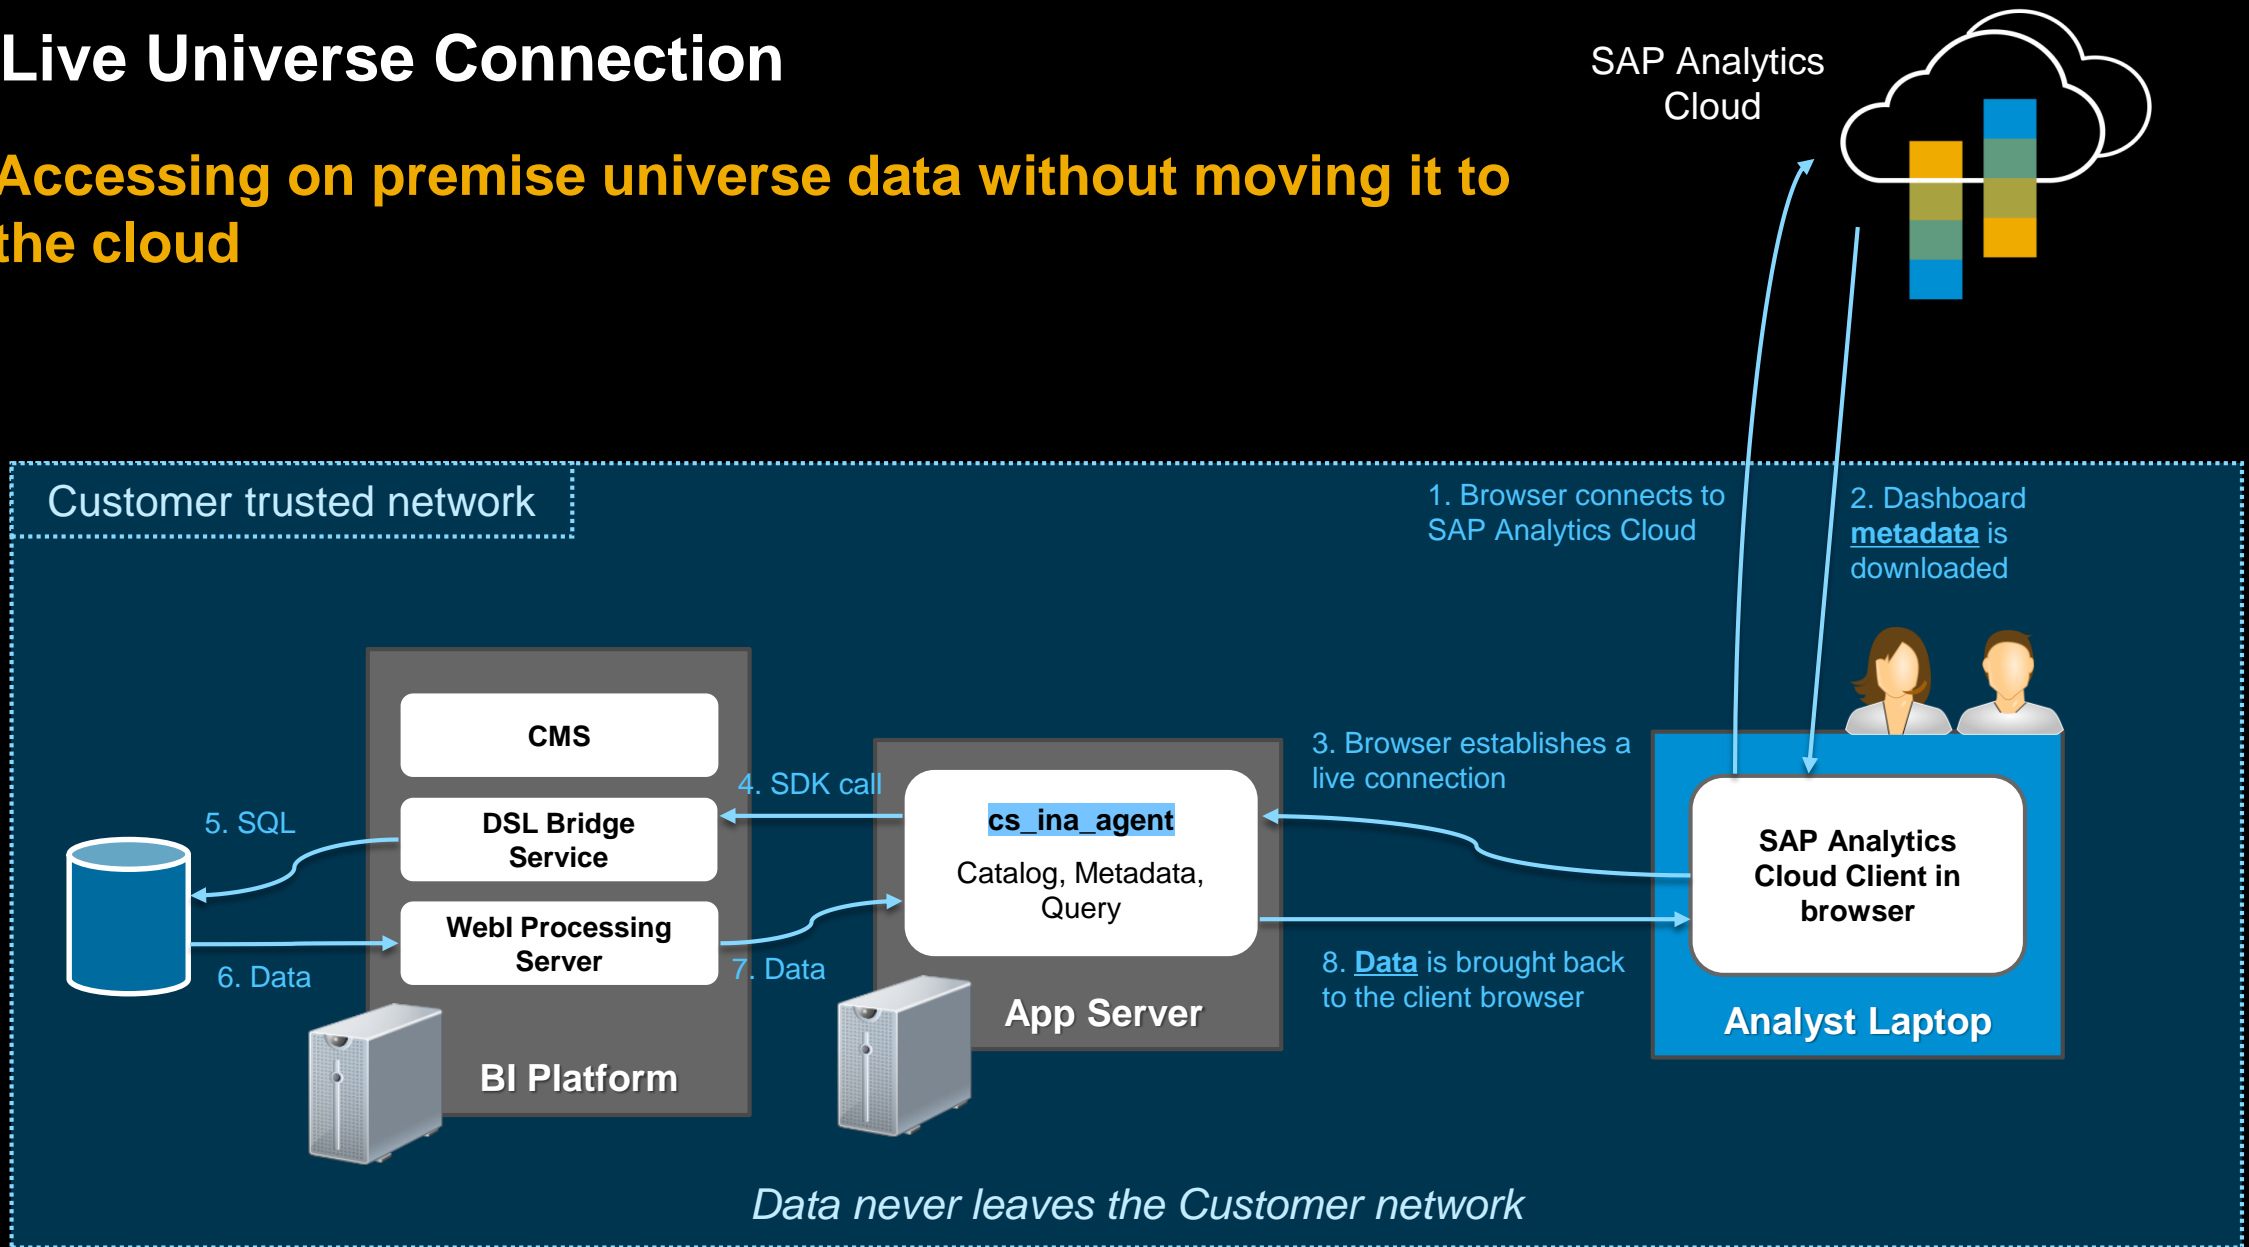 Live Universe Connection
Accessing on premise universe data without moving it to
the cloud
SAP Analytics
Cloud
Customer trusted network
1. Browser connects to
SAP Analytics Cloud
2. Dashboard
metadata is
downloaded
CMS
DSL Bridge
Service
WebI Processing
Server
BI Platform
5. SQL
6. Data
4. SDK call
7. Data
cs_ina_agent
Catalog, Metadata,
Query
App Server
3. Browser establishes a
live connection
8. Data is brought back
to the client browser
SAP Analytics
Cloud Client in
browser
Analyst Laptop
Data never leaves the Customer network